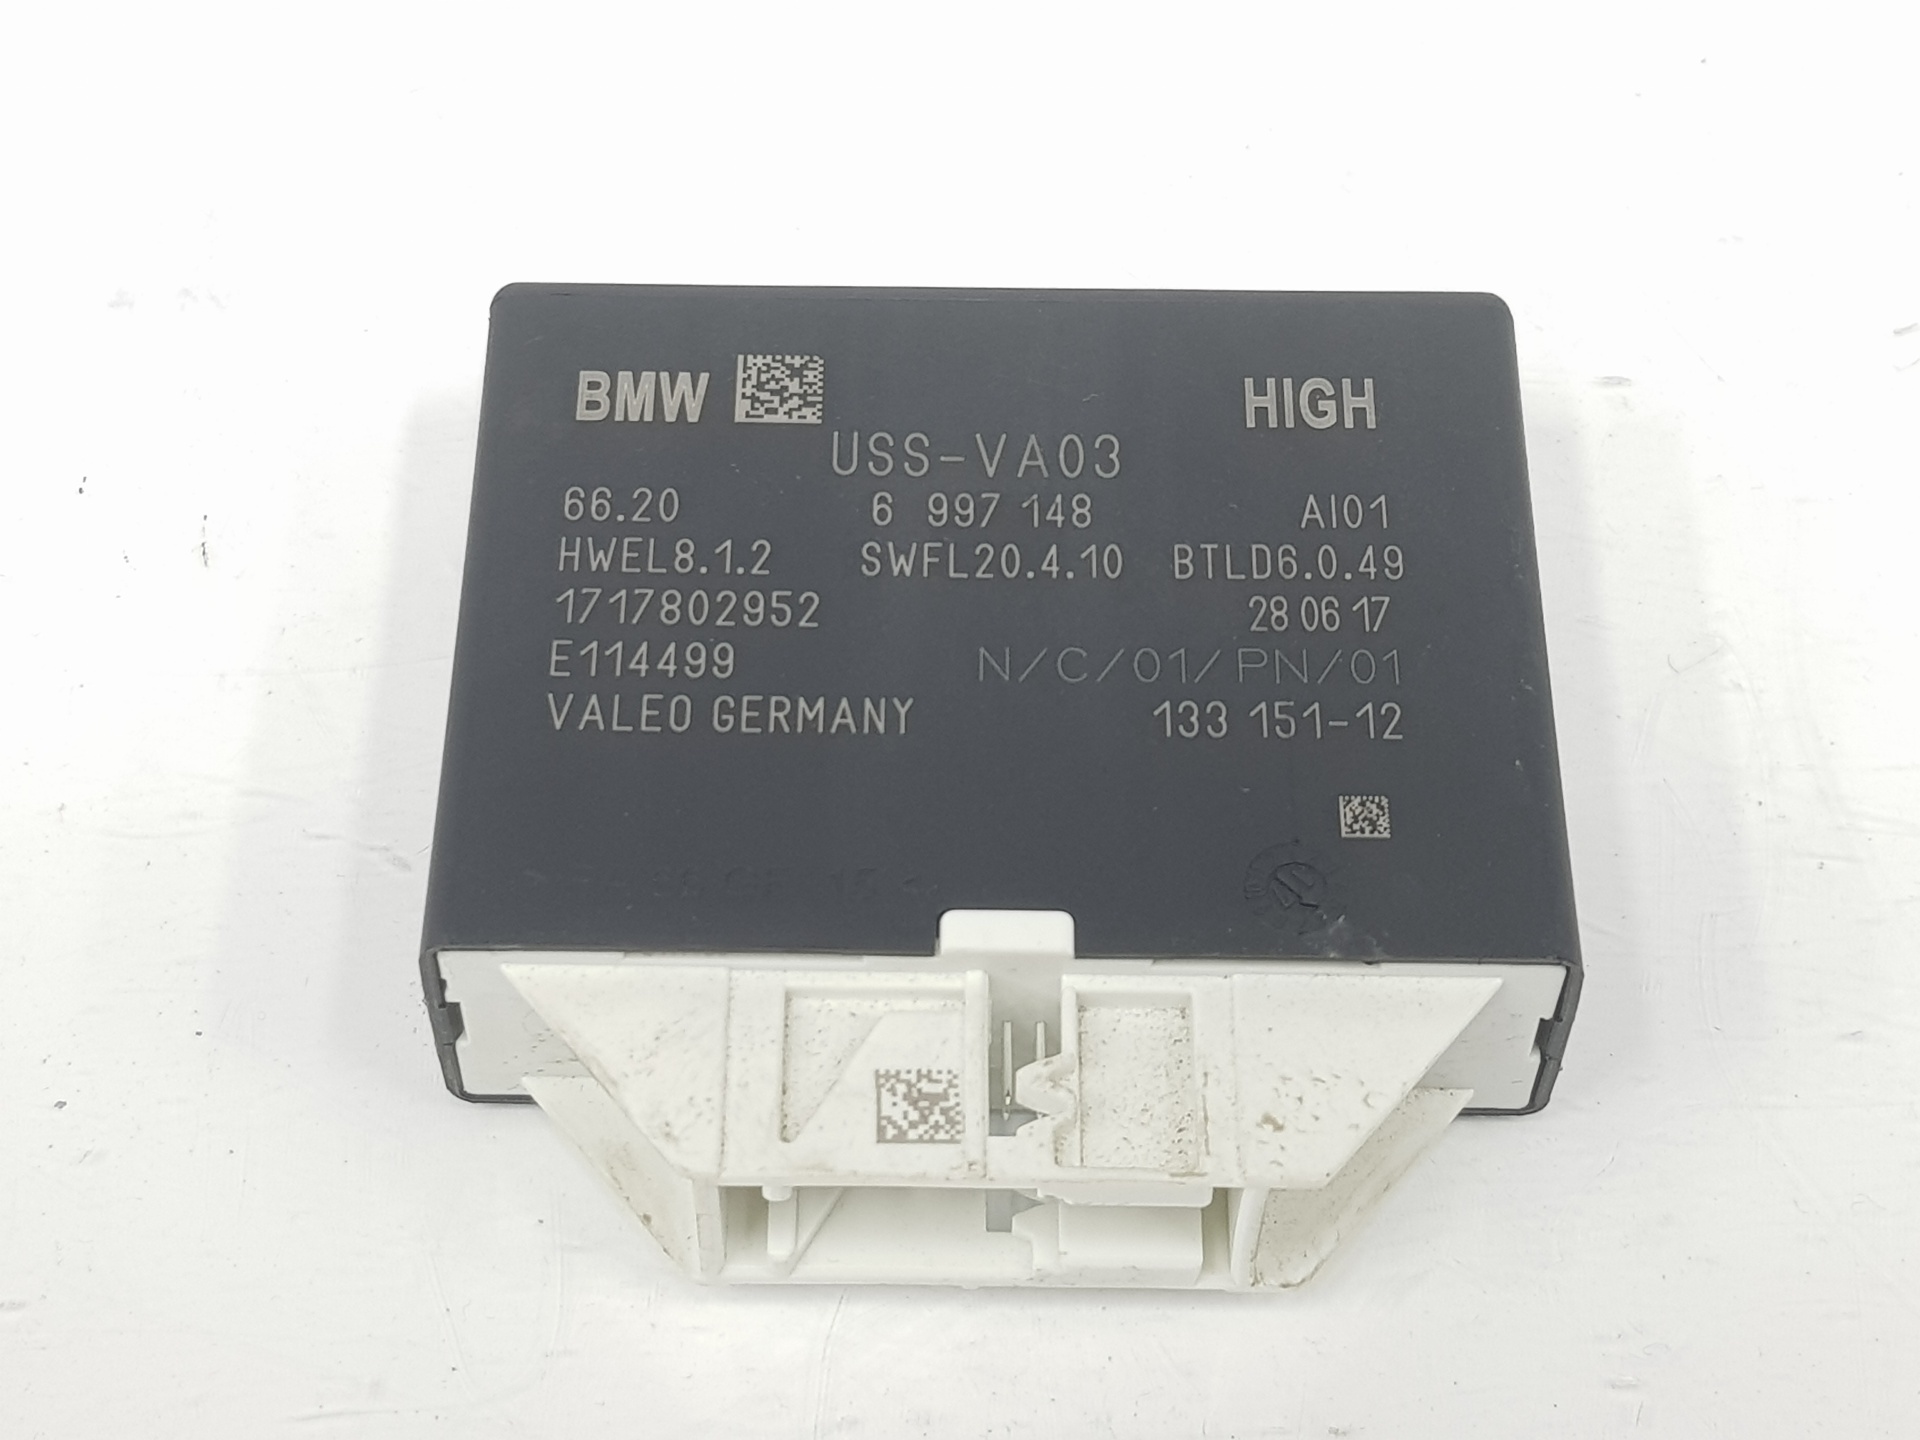 BMW HIGH
USS-VA03
66.20 6 997 148 AI01
HWEL8.1.2 SWFL20.4.10 BTLD6.0.49
1717802952 28 06 17
E114499 N/C/01/PN/01
VALEO GERMANY 133 151-12